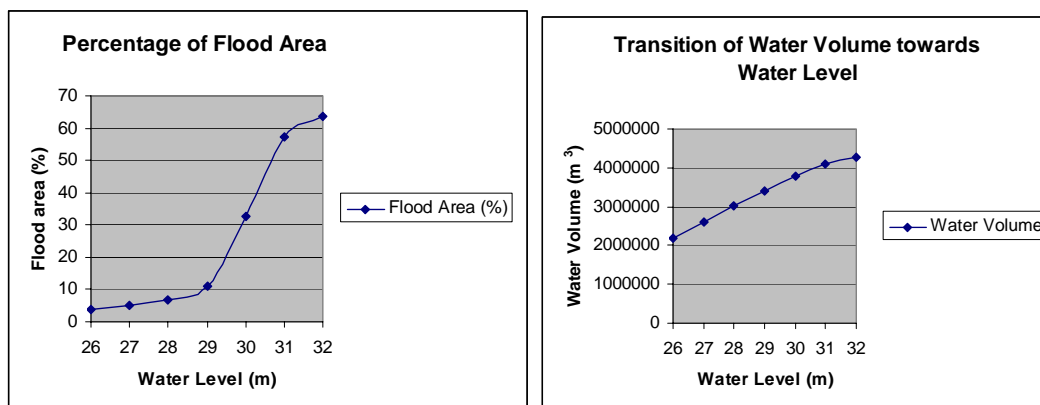 Percentage of Flood Area
70
60
50
40
30
20
10
0
Flood area (%)
26 27 28 29 30 31 32
Water Level (m)
Flood Area (%)
Transition of Water Volume towards
Water Level
5000000
4000000
3000000
2000000
1000000
0
Water Volume (m ³)
26 27 28 29 30 31 32
Water Level (m)
Water Volume